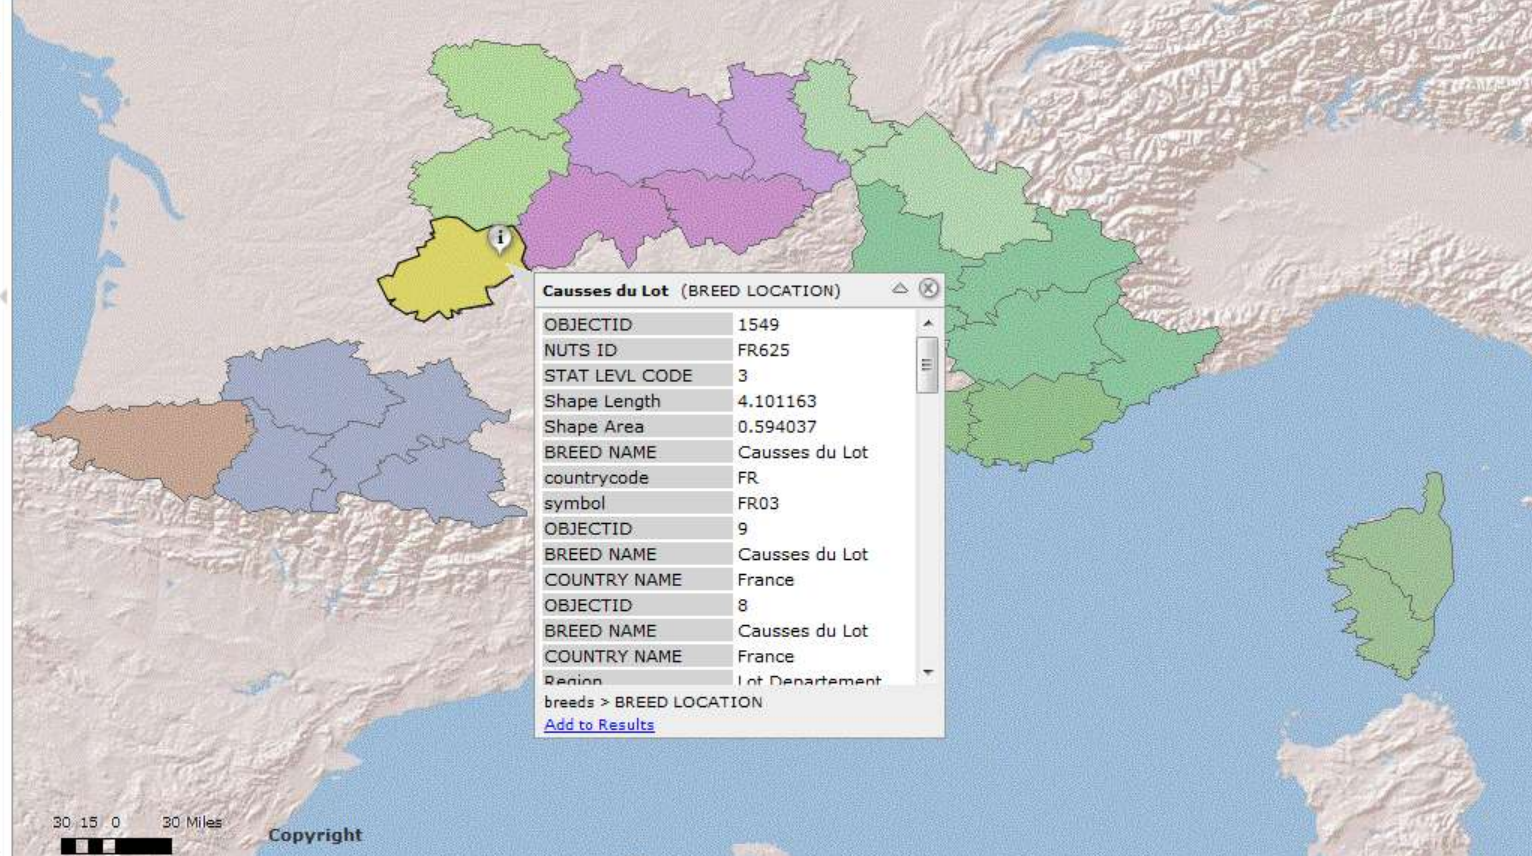 Causses du Lot (BREED LOCATION)
OBJECTID 1549
NUTS ID FR625
STAT LEVL CODE 3
Shape Length 4.101163
Shape Area 0.594037
BREED NAME Causses du Lot
countrycode FR
symbol FR03
OBJECTID 9
BREED NAME Causses du Lot
COUNTRY NAME France
OBJECTID 8
BREED NAME Causses du Lot
COUNTRY NAME France
Region Lot Departement
breeds > BREED LOCATION
Add to Results
30 15 0 30 Miles
Copyright